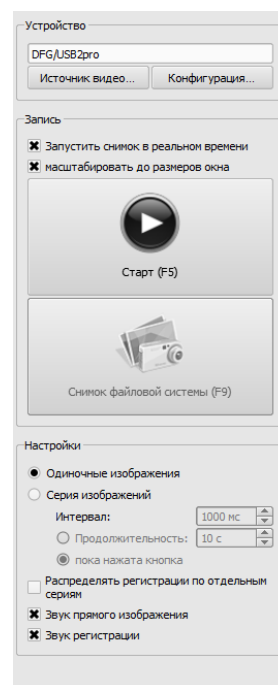 Устройство
DFG/USB2pro
Источник видео... Конфигурация...
Запись
Запустить снимок в реальном времени
масштабировать до размеров окна
Старт (F5)
Снимок файловой системы (F9)
Настройки
Одиночные изображения
Серия изображений
Интервал: 1000 мс
Продолжительность: 10 с
пока нажата кнопка
Распределять регистрации по отдельным
сериям
Звук прямого изображения
Звук регистрации